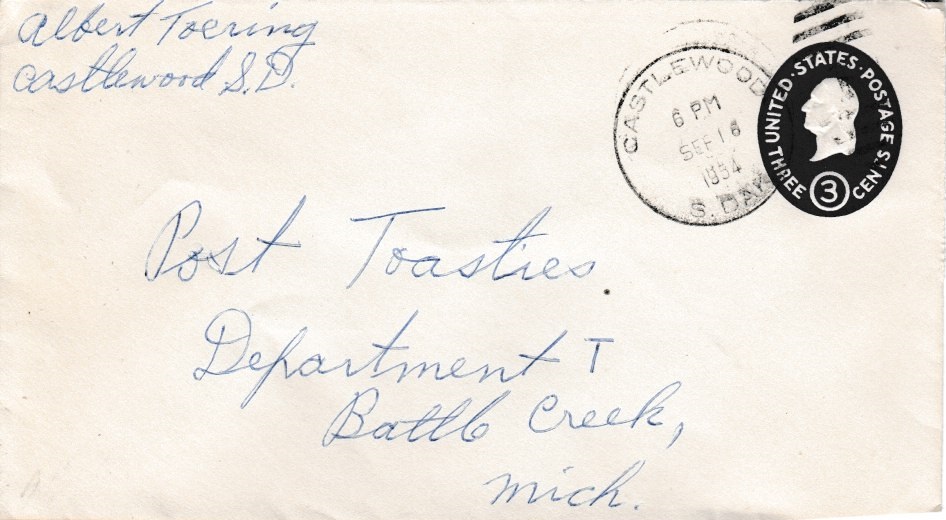 Albert Toering
Castlewood S.D.
CASTLEWOOD
6 PM
SEP 16
1954
S. DAK
UNITED · STATES · POSTAGE
THREE 3 CENTS
Post Toasties
Department T
Battle Creek,
Mich.